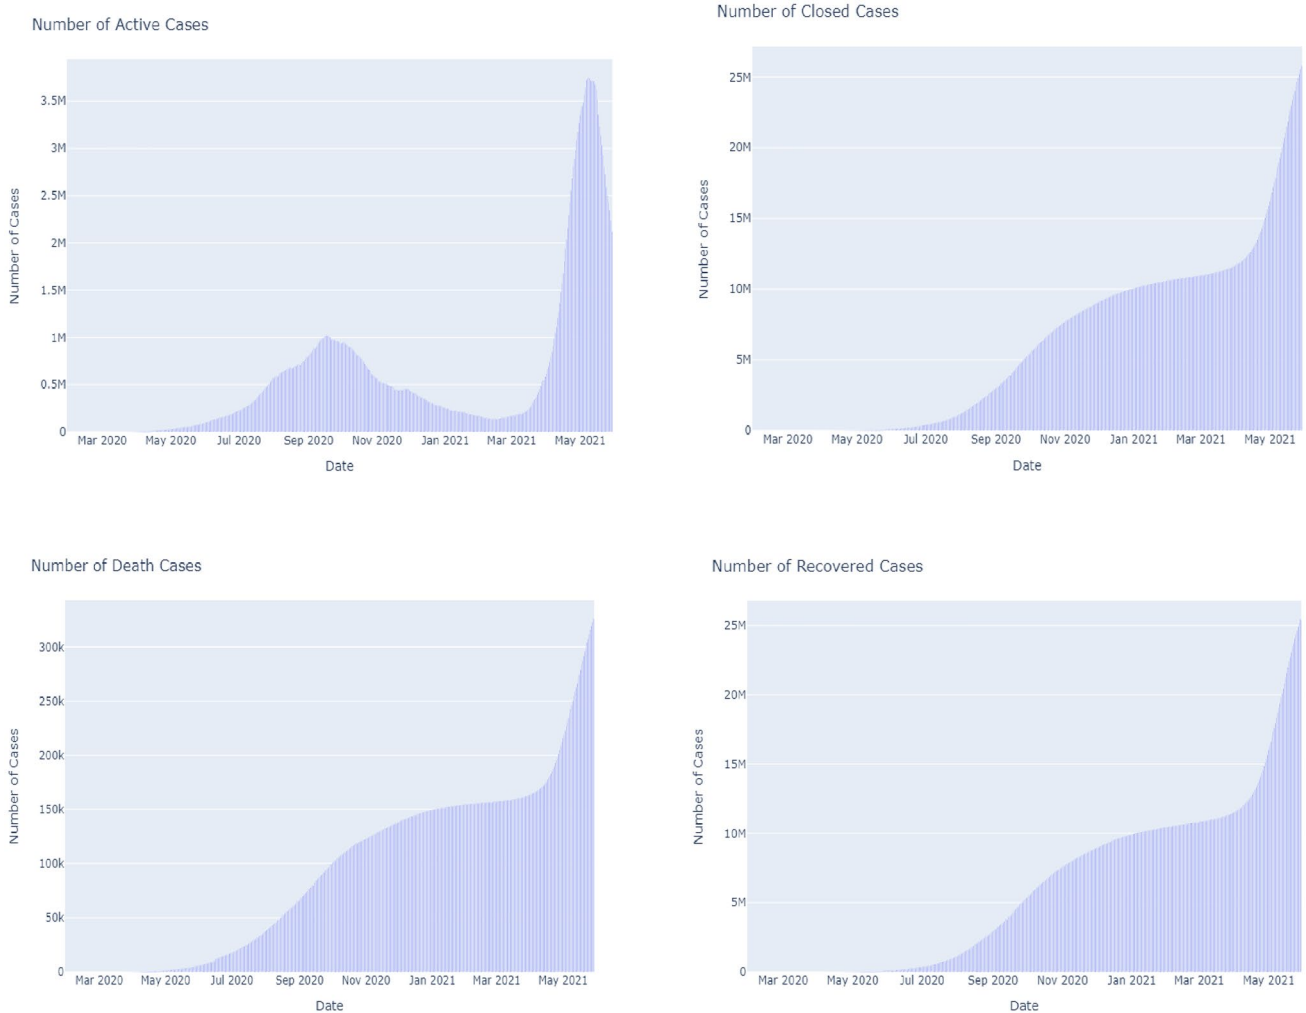 Number of Active Cases
3.5M
3M
2.5M
2M
1.5M
1M
0.5M
0
Number of Cases
Mar 2020 May 2020 Jul 2020 Sep 2020 Nov 2020 Jan 2021 Mar 2021 May 2021
Date
Number of Closed Cases
25M
20M
15M
10M
5M
0
Number of Cases
Mar 2020 May 2020 Jul 2020 Sep 2020 Nov 2020 Jan 2021 Mar 2021 May 2021
Date
Number of Death Cases
300k
250k
200k
150k
100k
50k
0
Number of Cases
Mar 2020 May 2020 Jul 2020 Sep 2020 Nov 2020 Jan 2021 Mar 2021 May 2021
Date
Number of Recovered Cases
25M
20M
15M
10M
5M
0
Number of Cases
Mar 2020 May 2020 Jul 2020 Sep 2020 Nov 2020 Jan 2021 Mar 2021 May 2021
Date